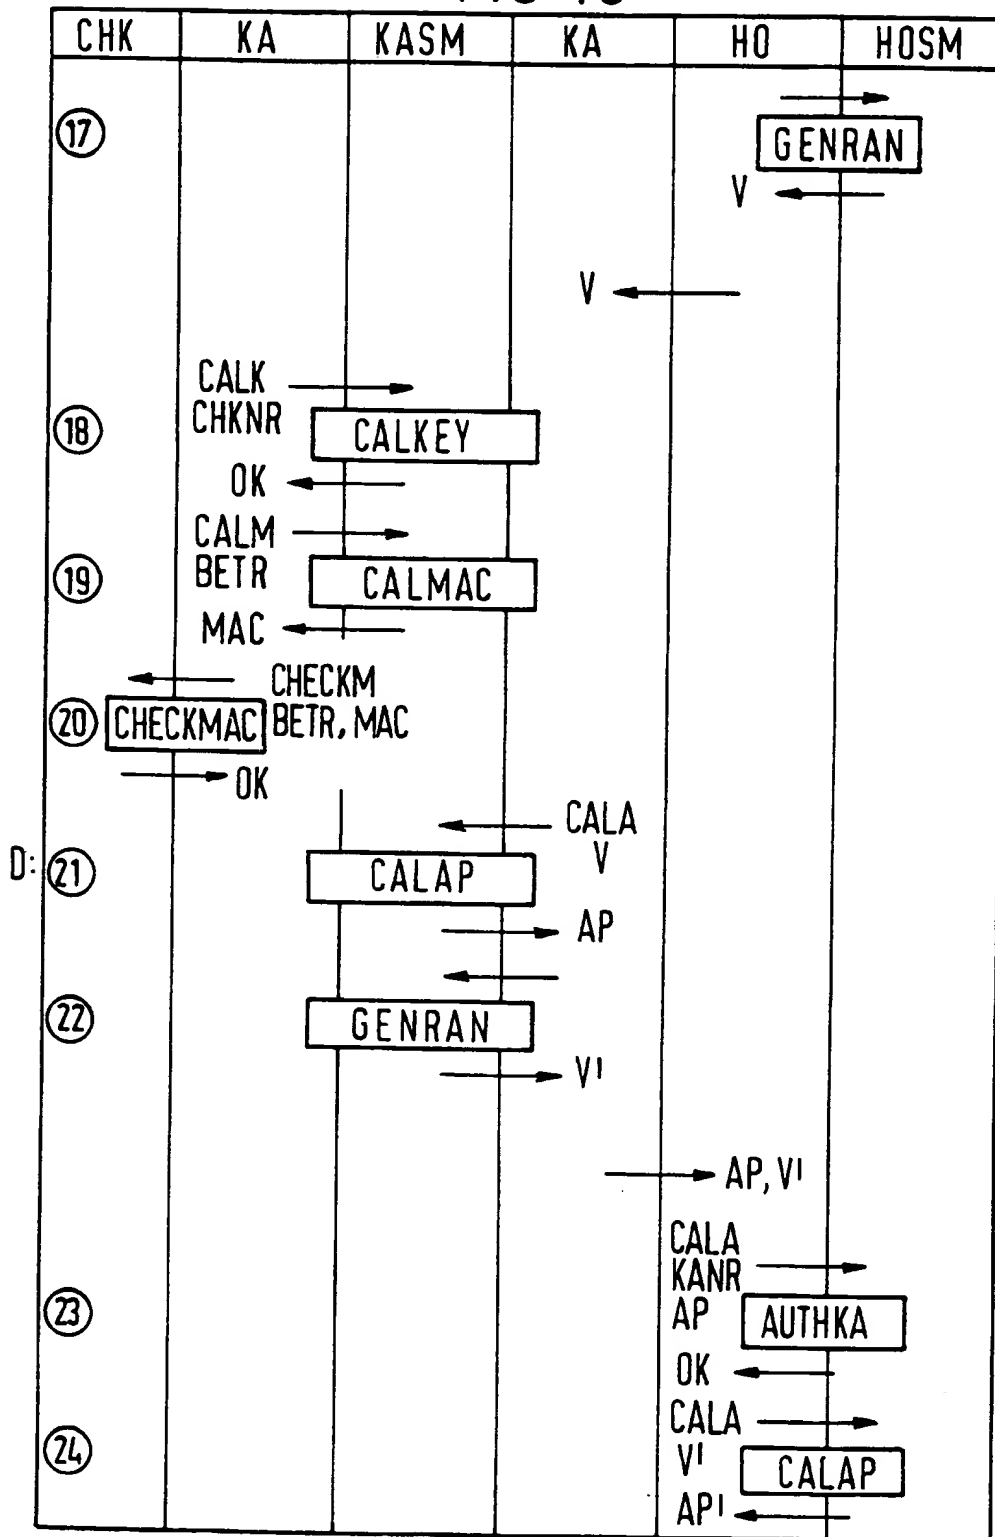 CHK KA KASM KA HO HOSM
17
GENRAN
V
V
CALK
CHKNR
18
CALKEY
OK
CALM
BETR
19
CALMAC
MAC
CHECKM
20
CHECKMAC
BETR, MAC
OK
CALA
V
D:
21
CALAP
AP
22
GENRAN
V'
AP, V'
CALA
KANR
AP
23
AUTHKA
OK
CALA
V'
24
CALAP
AP'